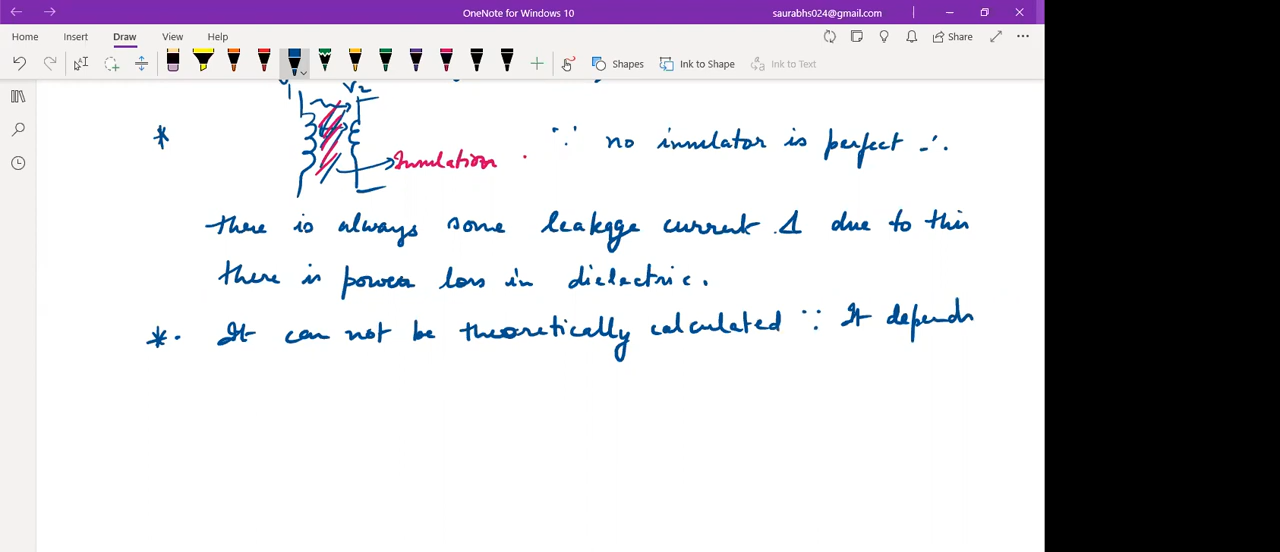 OneNote for Windows 10
saurabhs024@gmail.com
Home Insert Draw View Help
Share
Shapes Ink to Shape Ink to Text
V1 V2
* Insulation ∵ no insulator is perfect ∴
there is always some leakage current & due to this
there is power loss in dielectric.
*. It can not be theoretically calculated ∵ It depends